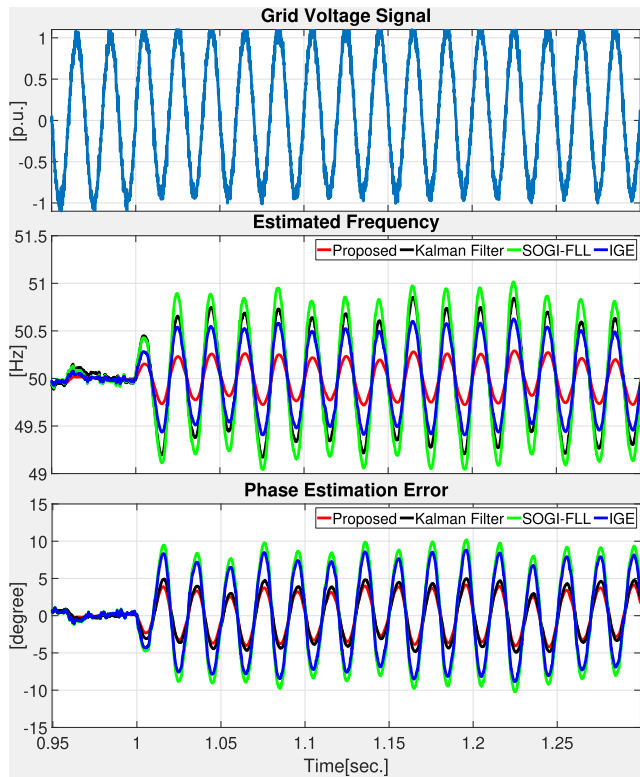 Grid Voltage Signal
1
0.5
0
-0.5
-1
[p.u.]
Estimated Frequency
51.5
51
50.5
50
49.5
49
[Hz]
Proposed Kalman Filter SOGI-FLL IGE
Phase Estimation Error
15
10
5
0
-5
-10
-15
[degree]
Proposed Kalman Filter SOGI-FLL IGE
0.95 1 1.05 1.1 1.15 1.2 1.25
Time[sec.]